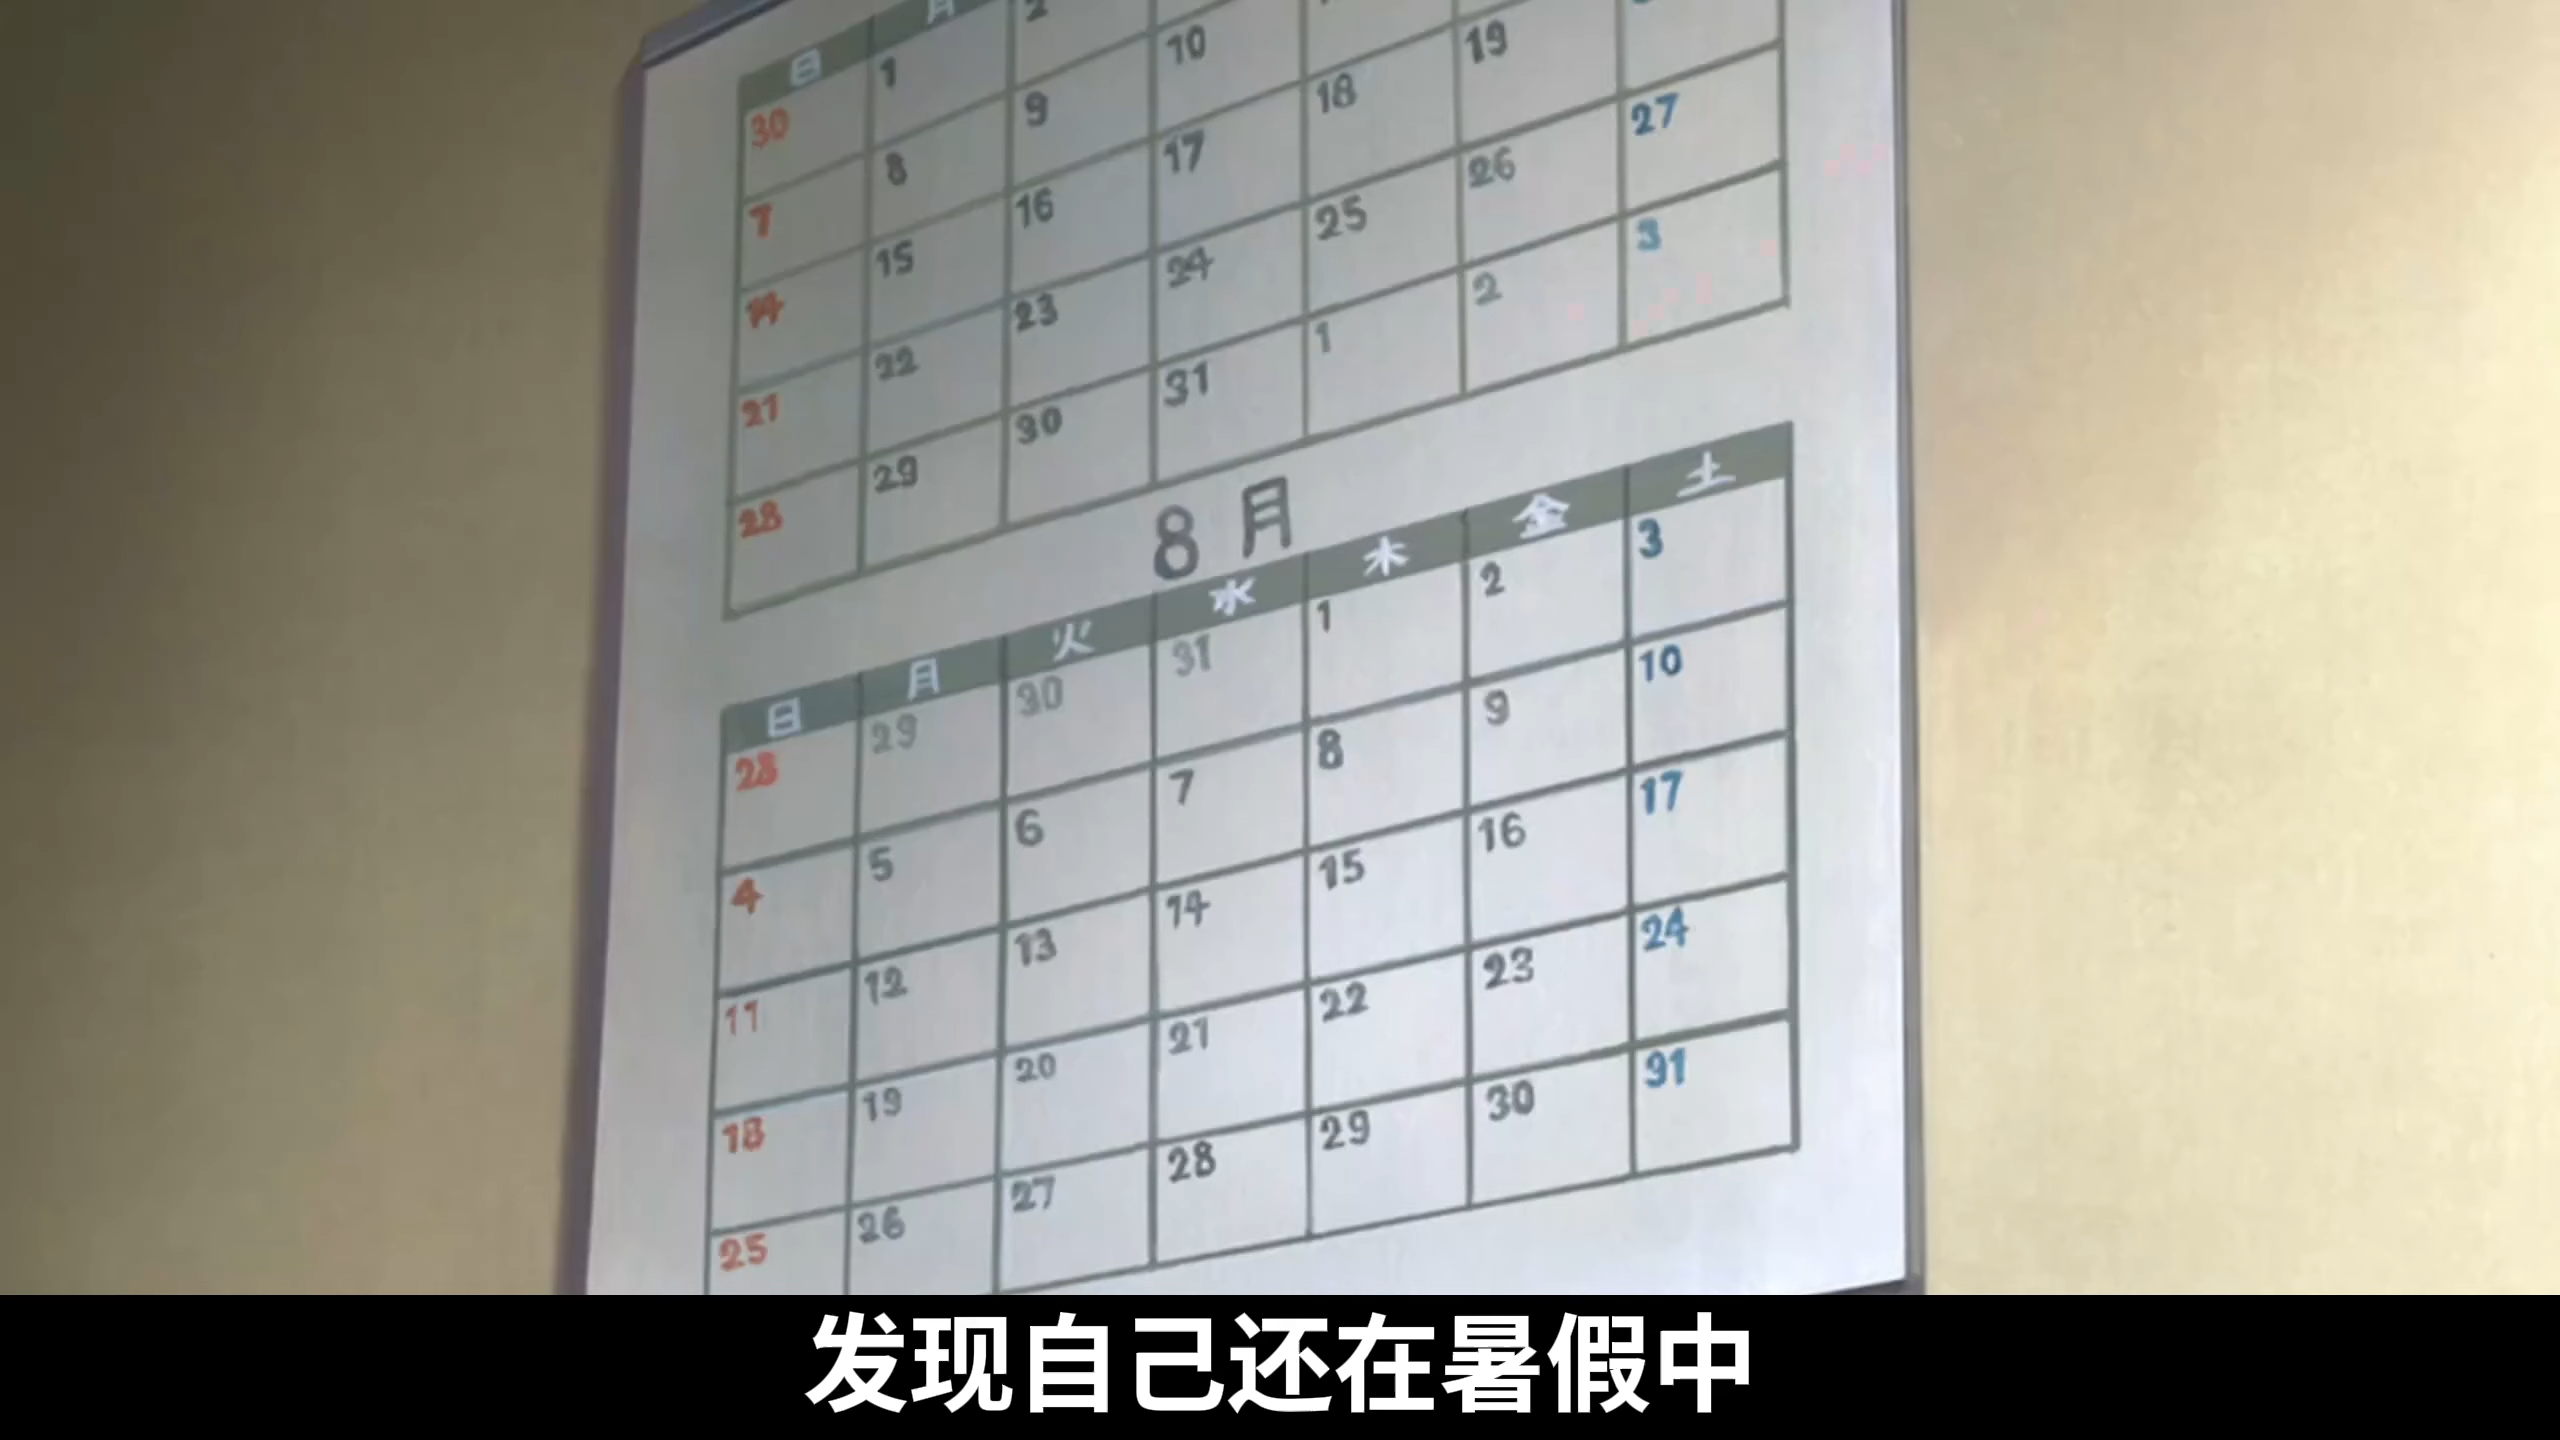 日 月
30 1 2
7 8 9 10
14 15 16 17 18 19
21 22 23 24 25 26 27
28 29 30 31 1 2 3
8月
日 月 火 水 木 金 土
28 29 30 31 1 2 3
4 5 6 7 8 9 10
11 12 13 14 15 16 17
18 19 20 21 22 23 24
25 26 27 28 29 30 91
发现自己还在暑假中